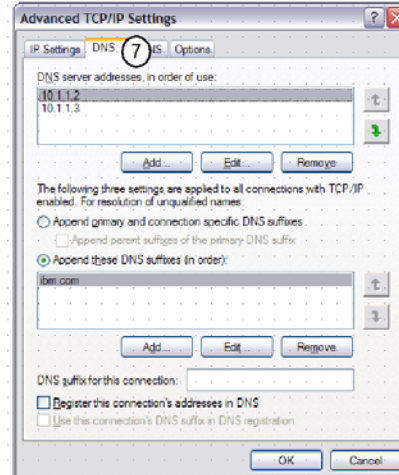 Advanced TCP/IP Settings
IP Settings DNS 7 NS Options
DNS server addresses, in order of use:
10.1.1.2
10.1.1.3
Add... Edit... Remove
The following three settings are applied to all connections with TCP/IP
enabled. For resolution of unqualified names:
Append primary and connection specific DNS suffixes
Append parent suffixes of the primary DNS suffix
Append these DNS suffixes (in order):
ibm.com
Add... Edit... Remove
DNS suffix for this connection:
Register this connection's addresses in DNS
Use this connection's DNS suffix in DNS registration
OK Cancel